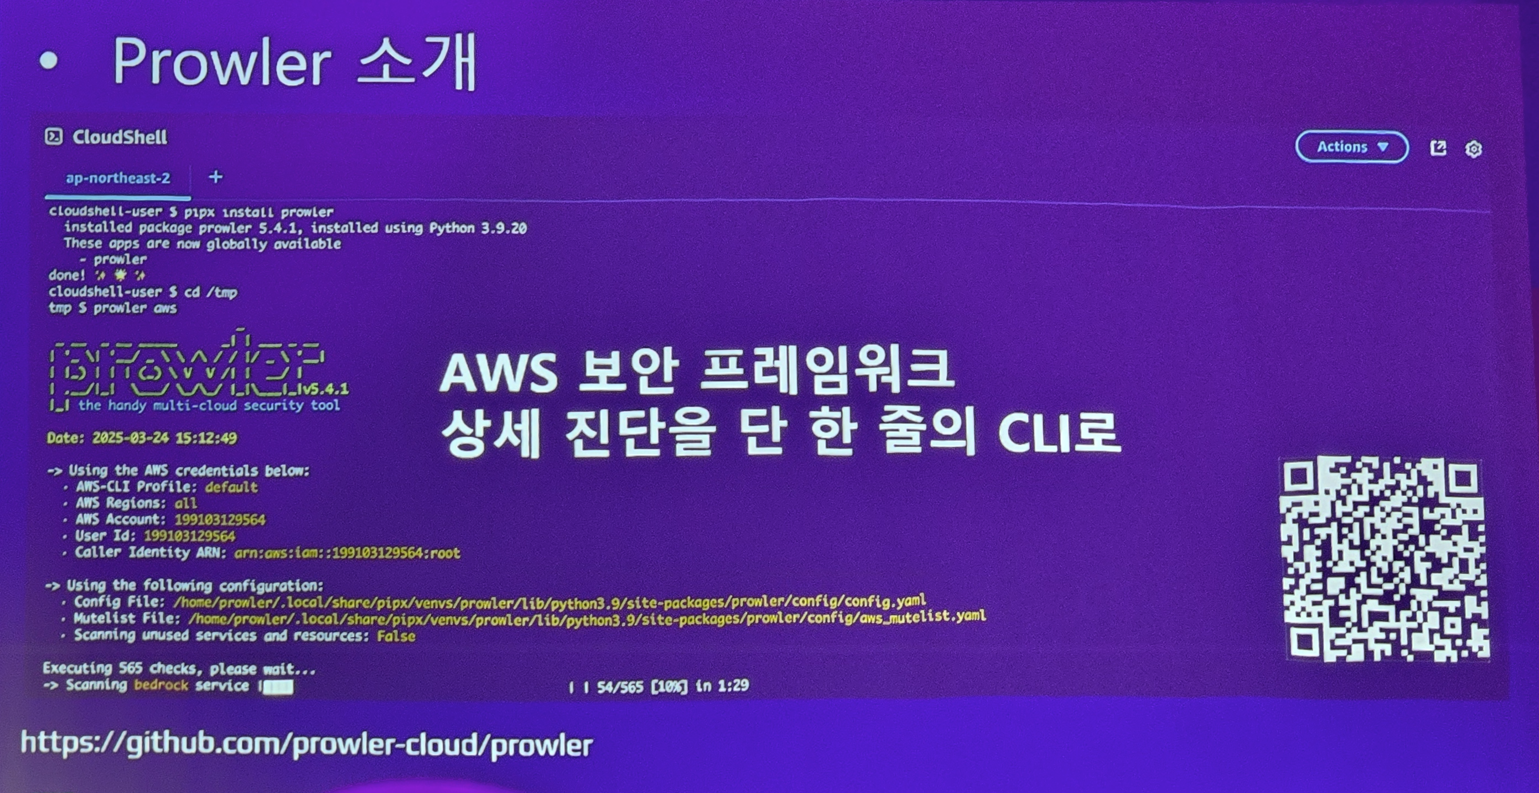 • Prowler 소개
CloudShell
Actions ▼
ap-northeast-2 +
cloudshell-user $ pipx install prowler
installed package prowler 5.4.1, installed using Python 3.9.20
These apps are now globally available
- prowler
done! ✨ 🌟 ✨
cloudshell-user $ cd /tmp
tmp $ prowler aws
prowler v5.4.1
the handy multi-cloud security tool
AWS 보안 프레임워크
상세 진단을 단 한 줄의 CLI로
Date: 2025-03-24 15:12:49
-> Using the AWS credentials below:
· AWS-CLI Profile: default
· AWS Regions: all
· AWS Account: 199103129564
· User Id: 199103129564
· Caller Identity ARN: arn:aws:iam::199103129564:root
-> Using the following configuration:
· Config File: /home/prowler/.local/share/pipx/venvs/prowler/lib/python3.9/site-packages/prowler/config/config.yaml
· Mutelist File: /home/prowler/.local/share/pipx/venvs/prowler/lib/python3.9/site-packages/prowler/config/aws_mutelist.yaml
· Scanning unused services and resources: False
Executing 565 checks, please wait...
-> Scanning bedrock service | | | 54/565 [10%] in 1:29
https://github.com/prowler-cloud/prowler